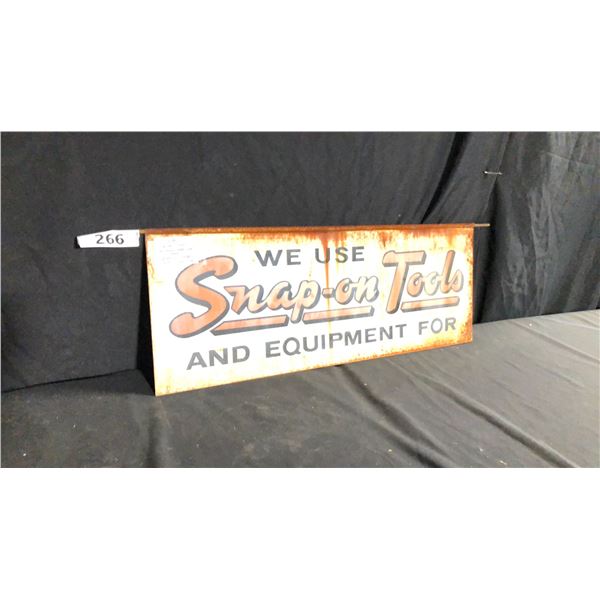 266
WE USE
Snap-on Tools
AND EQUIPMENT FOR